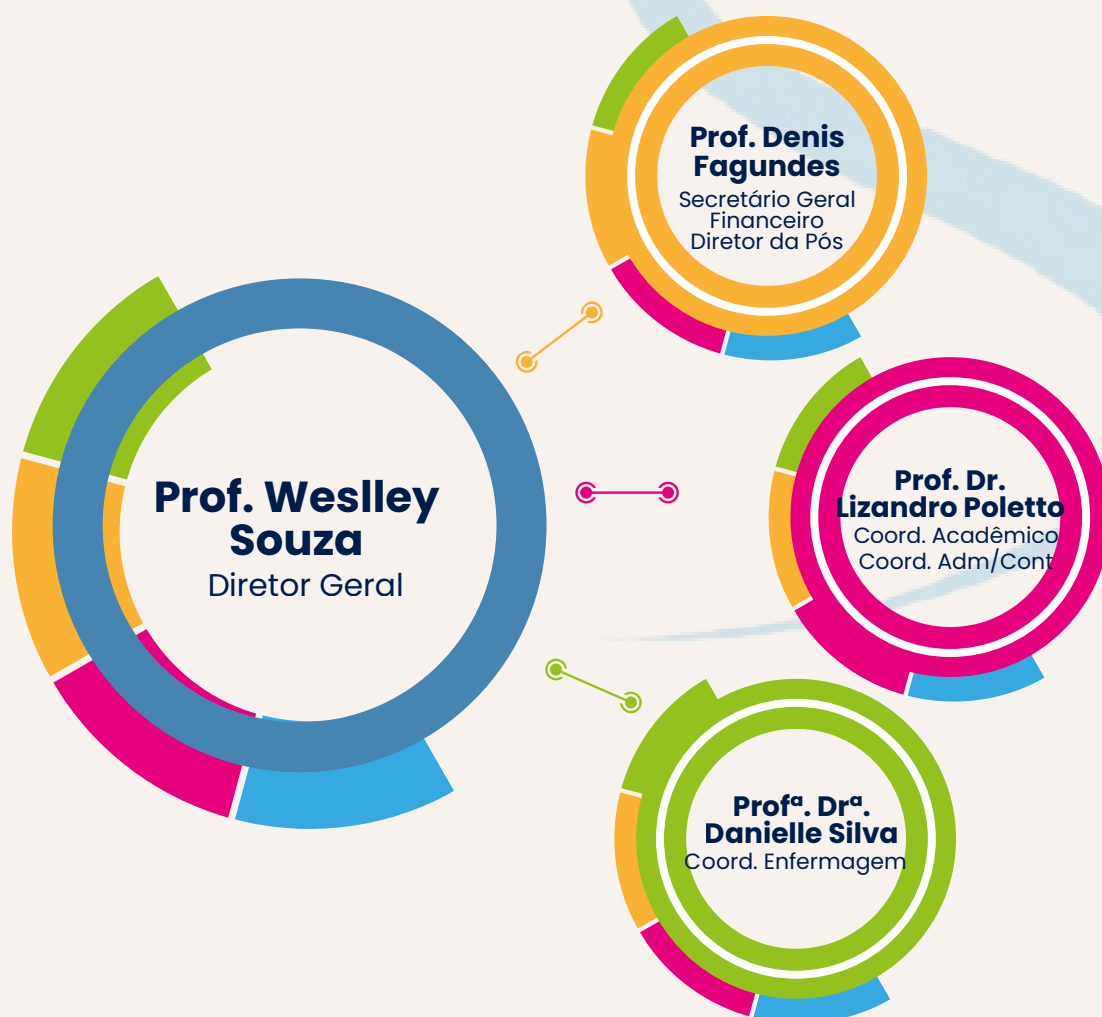 Prof. Denis
Fagundes
Secretário Geral
Financeiro
Diretor da Pós
Prof. Weslley
Souza
Diretor Geral
Prof. Dr.
Lizandro Poletto
Coord. Acadêmico
Coord. Adm/Cont
Profª. Drª.
Danielle Silva
Coord. Enfermagem